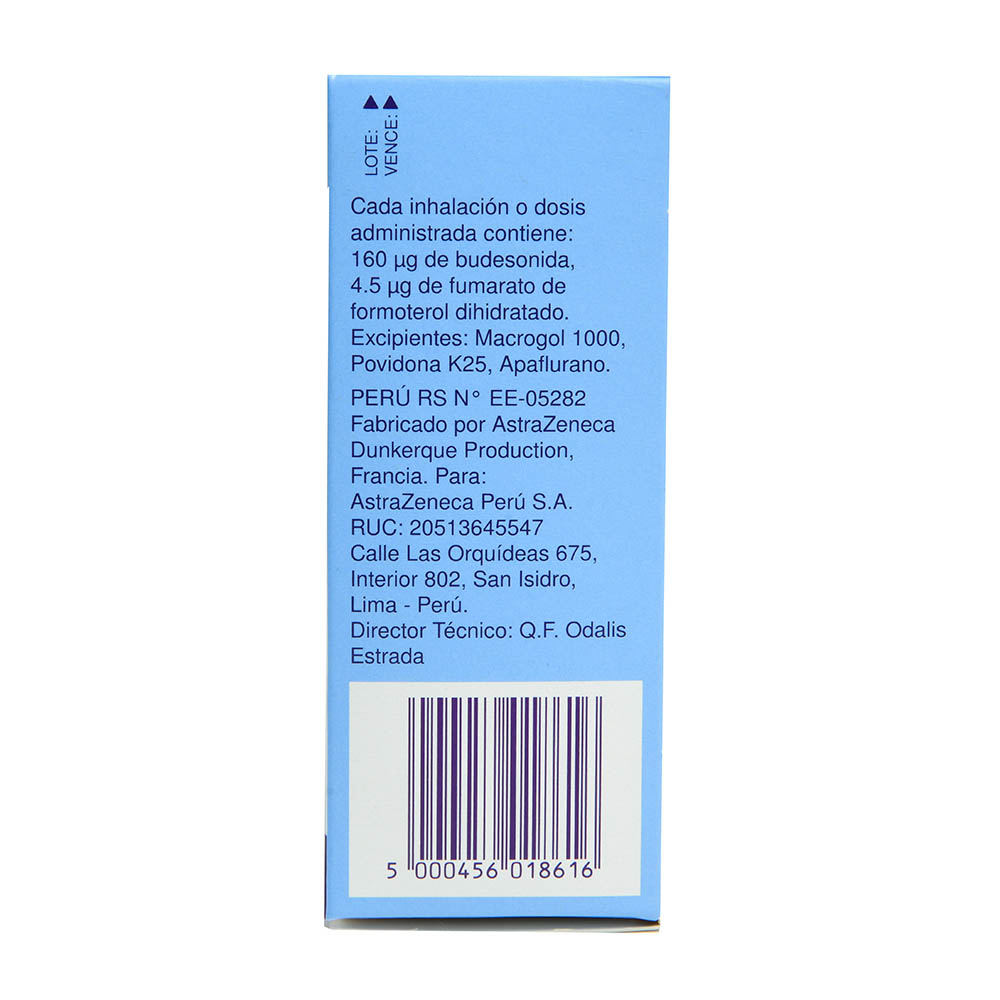 LOTE:
VENCE:
Cada inhalación o dosis
administrada contiene:
160 µg de budesonida,
4.5 µg de fumarato de
formoterol dihidratado.
Excipientes: Macrogol 1000,
Povidona K25, Apaflurano.
PERÚ RS N° EE-05282
Fabricado por AstraZeneca
Dunkerque Production,
Francia. Para:
AstraZeneca Perú S.A.
RUC: 20513645547
Calle Las Orquídeas 675,
Interior 802, San Isidro,
Lima - Perú.
Director Técnico: Q.F. Odalis
Estrada
5 000456 018616